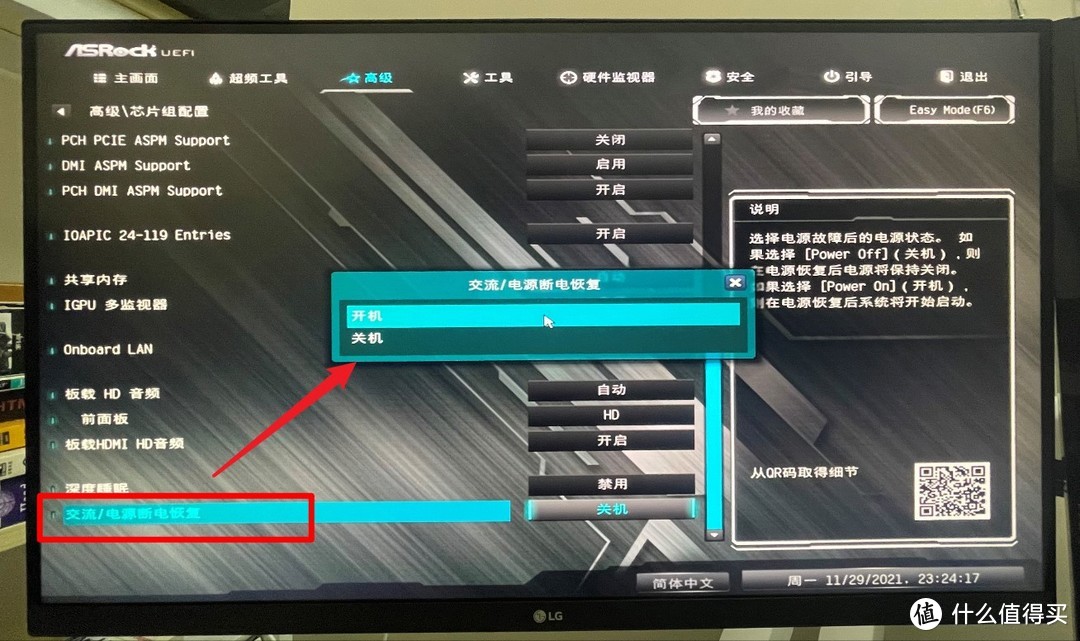 ASRock UEFI
主画面 超频工具 高级 工具 硬件监视器 安全 引导 退出
高级\芯片组配置
我的收藏 Easy Mode(F6)
PCH PCIE ASPM Support 关闭
DMI ASPM Support 启用
PCH DMI ASPM Support 开启
IOAPIC 24-119 Entries 开启
共享内存
IGPU 多监视器
Onboard LAN
板载 HD 音频 自动
前面板 HD
板载HDMI HD音频 开启
深度睡眠 禁用
交流/电源断电恢复 关机
交流/电源断电恢复
开机
关机
说明
选择电源故障后的电源状态。 如
果选择 [Power Off](关机),则
在电源恢复后电源将保持关闭。
如果选择 [Power On](开机),
则在电源恢复后系统将开始启动。
从QR码取得细节
简体中文
周一 11/29/2021. 23:24:17
LG
值 什么值得买